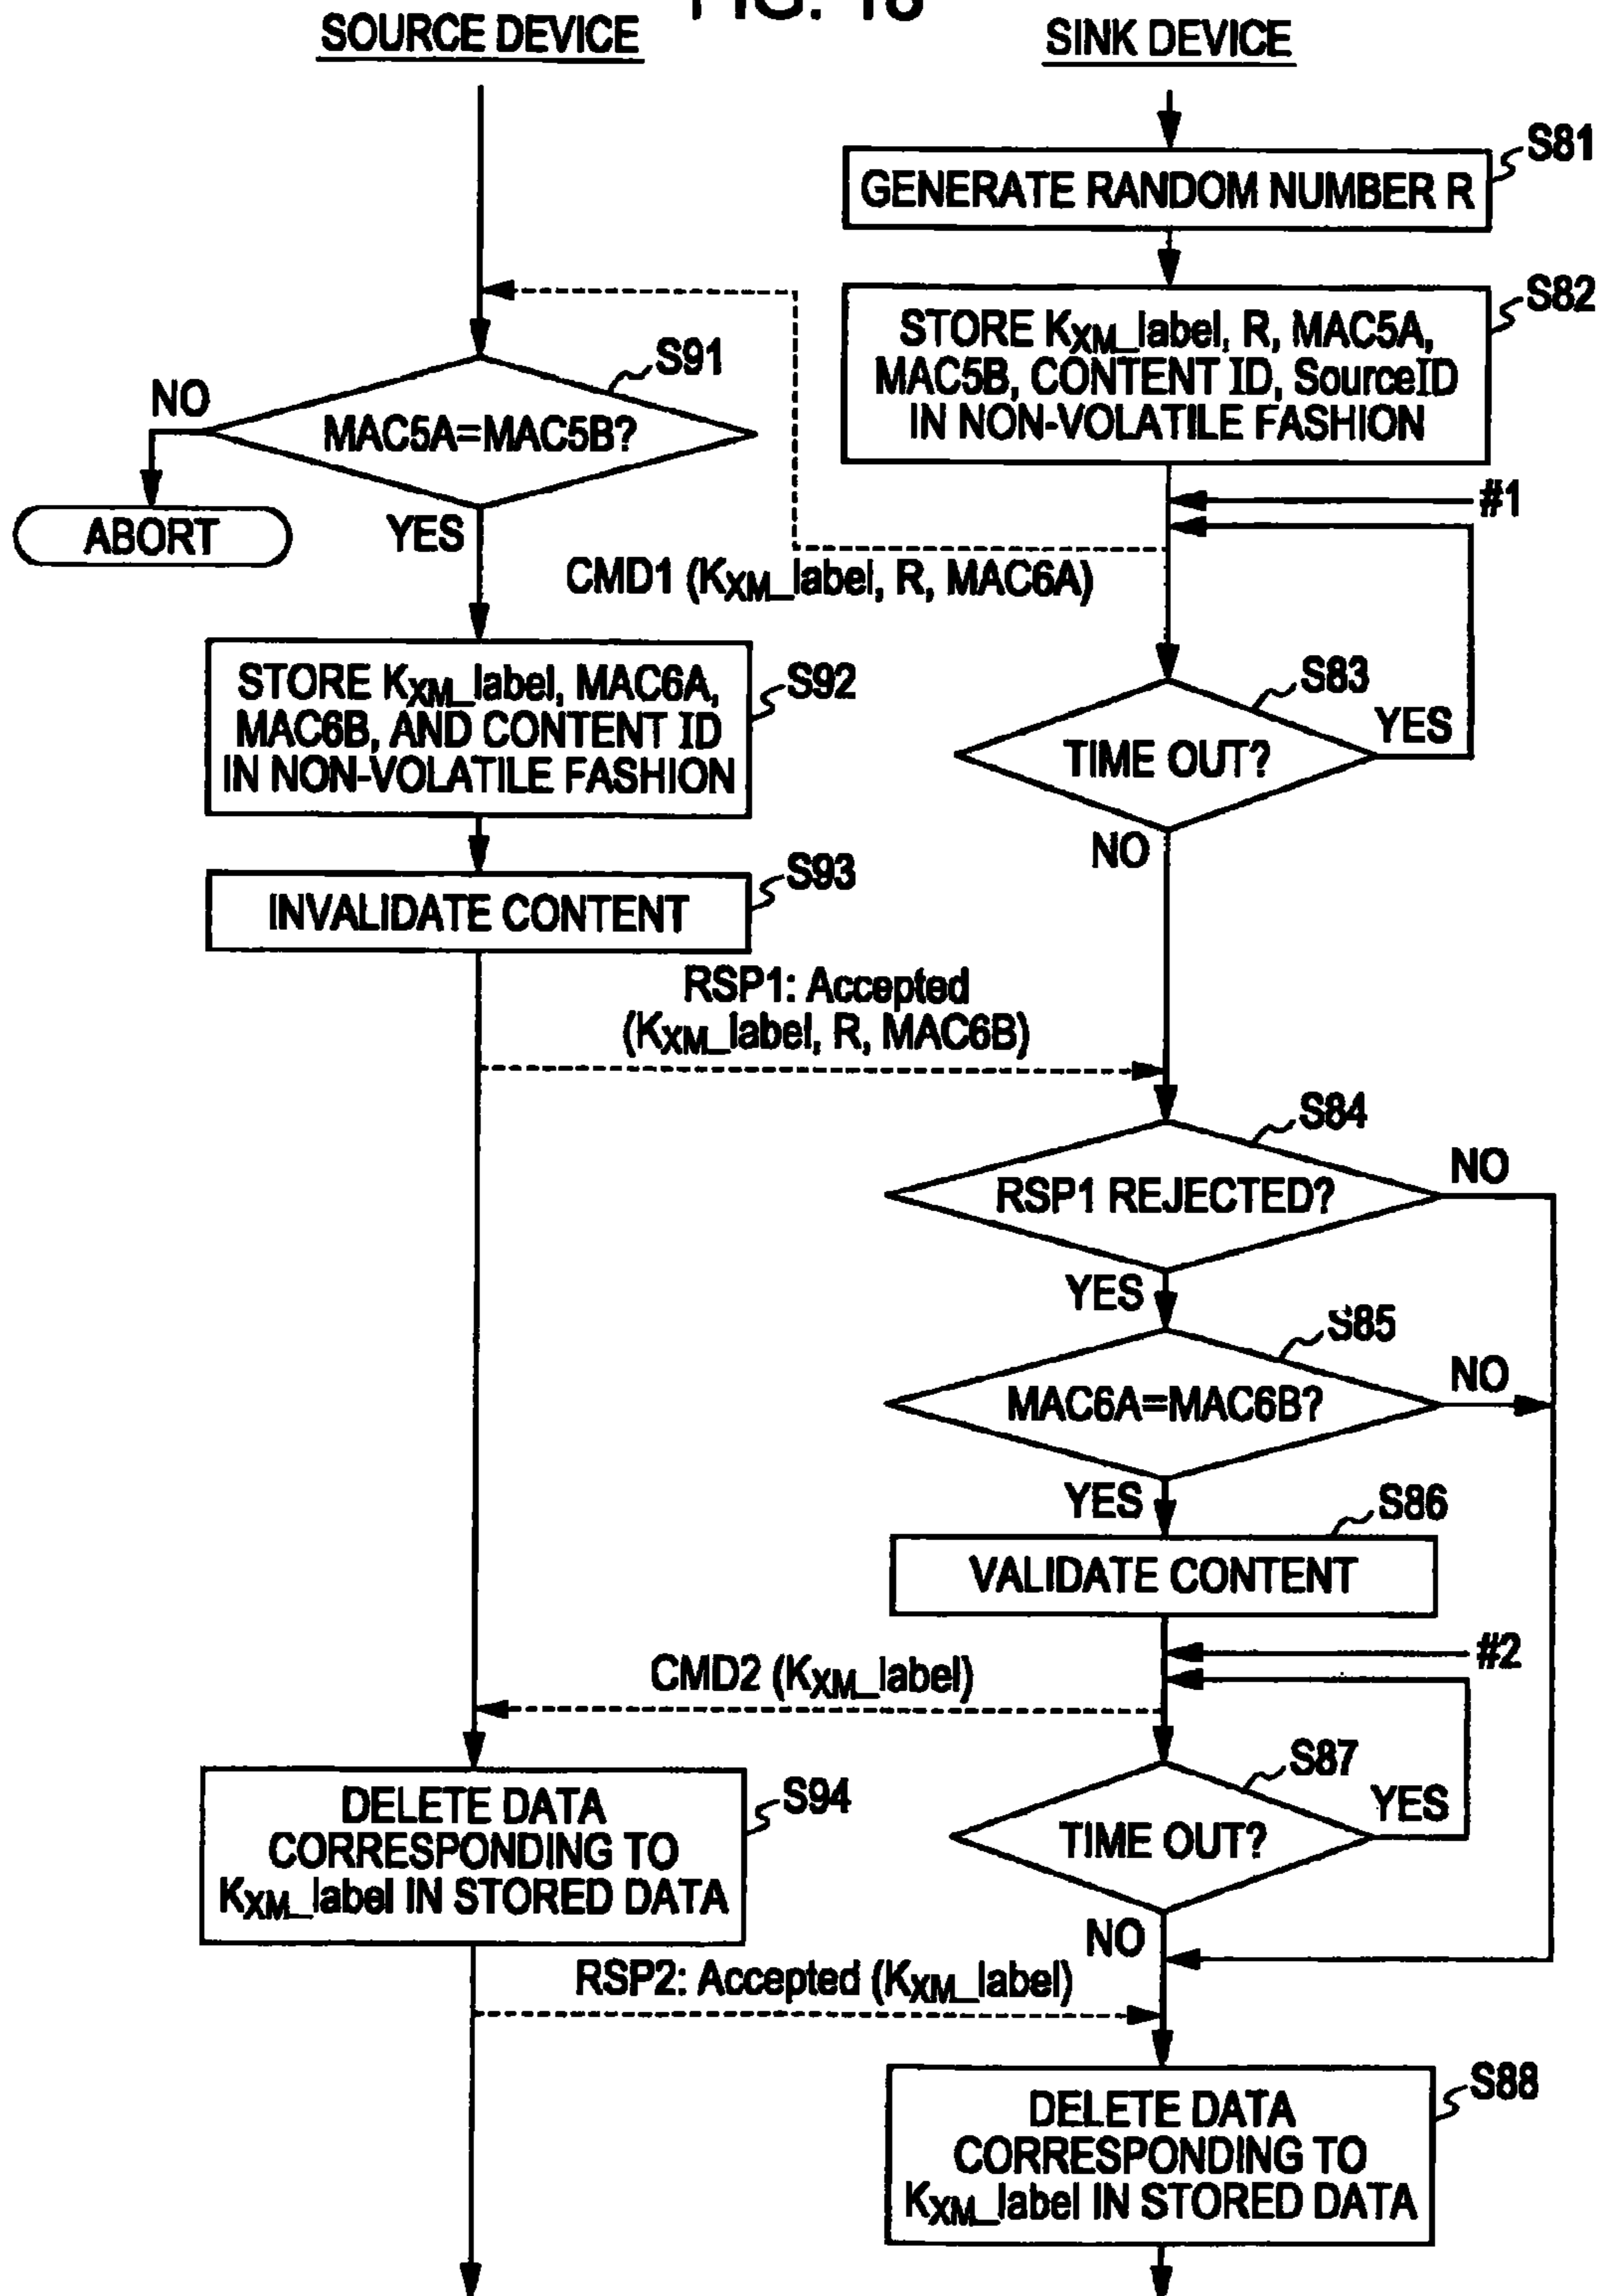 SOURCE DEVICE
SINK DEVICE
S81
GENERATE RANDOM NUMBER R
S82
STORE KXM_label, R, MAC5A,
MAC5B, CONTENT ID, SourceID
IN NON-VOLATILE FASHION
S91
NO
MAC5A=MAC5B?
ABORT
YES
#1
CMD1 (KXM_label, R, MAC6A)
STORE KXM_label, MAC6A,
MAC6B, AND CONTENT ID
IN NON-VOLATILE FASHION
S92
S83
YES
TIME OUT?
NO
S93
INVALIDATE CONTENT
RSP1: Accepted
(KXM_label, R, MAC6B)
S84
NO
RSP1 REJECTED?
YES
S85
NO
MAC6A=MAC6B?
YES
S86
VALIDATE CONTENT
#2
CMD2 (KXM_label)
S87
YES
TIME OUT?
NO
DELETE DATA
CORRESPONDING TO
KXM_label IN STORED DATA
S94
RSP2: Accepted (KXM_label)
S88
DELETE DATA
CORRESPONDING TO
KXM_label IN STORED DATA